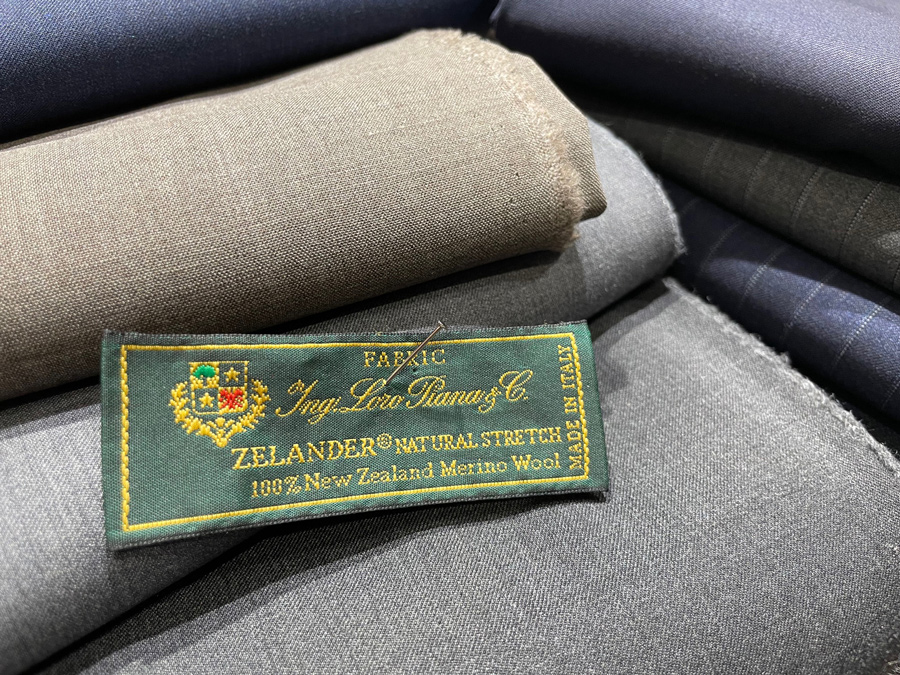 FABRIC
Ing. Loro Piana & C.
ZELANDER® NATURAL STRETCH
100% New Zealand Merino Wool
MADE IN ITALY